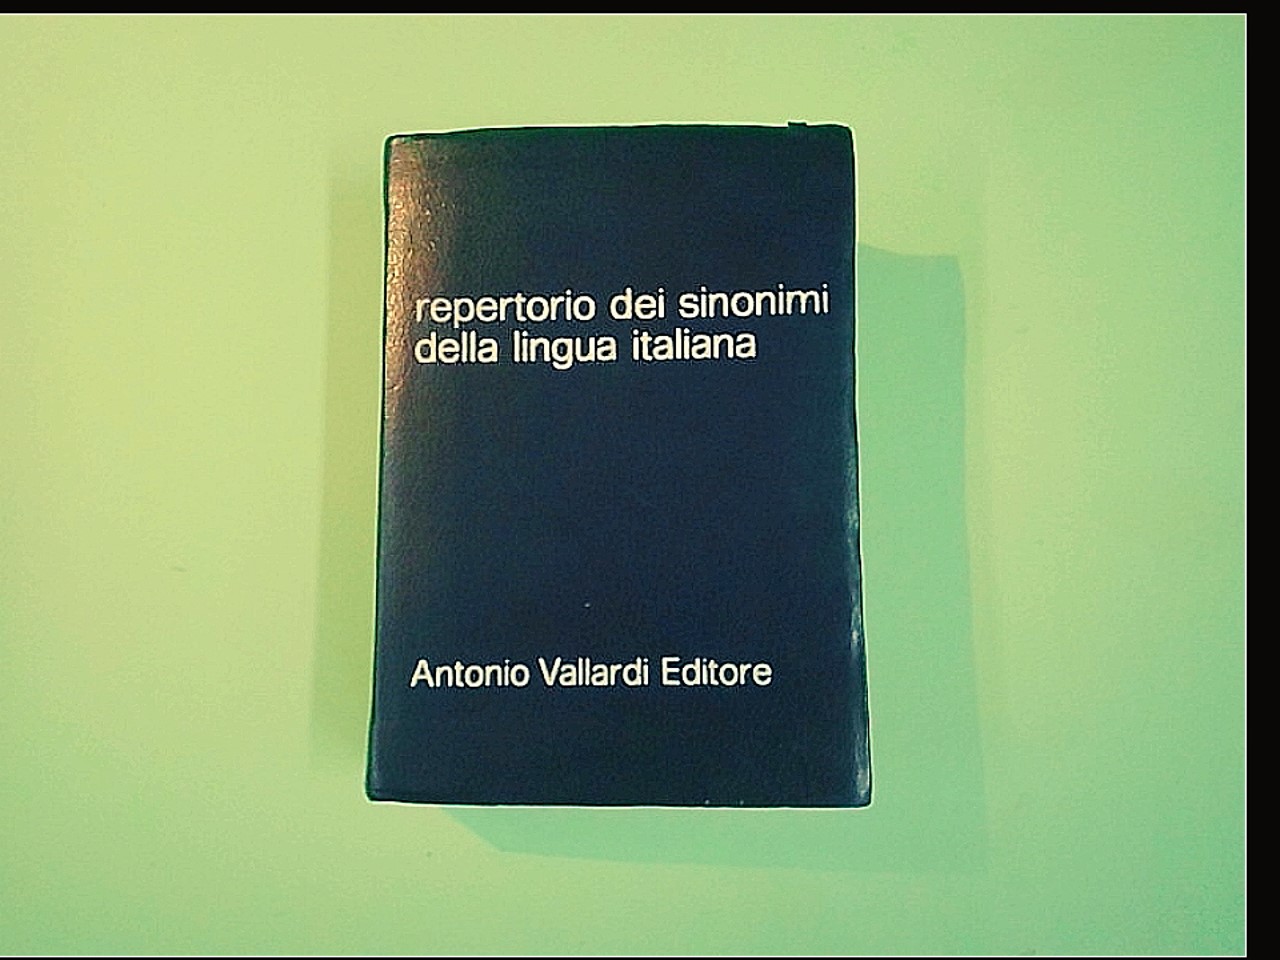 repertorio dei sinonimi
della lingua italiana
Antonio Vallardi Editore